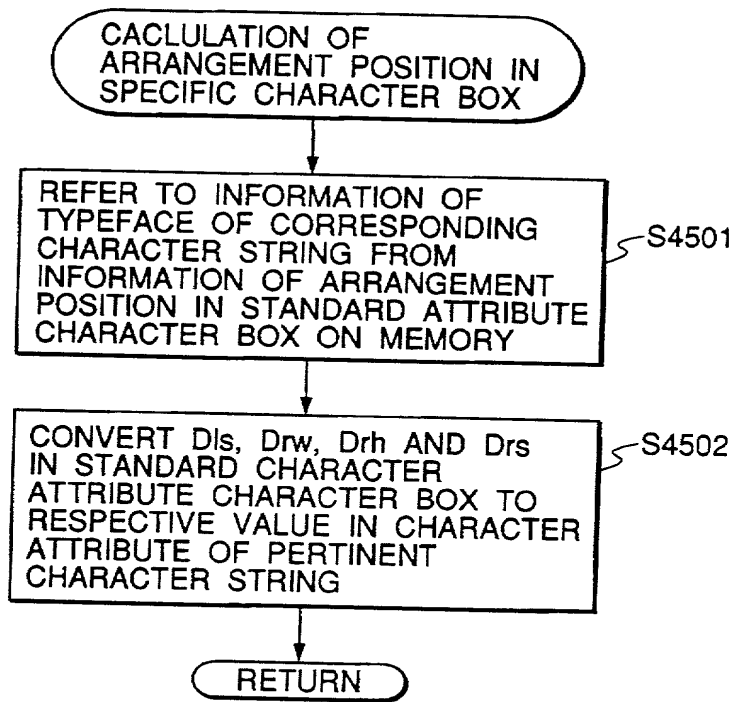 CACLULATION OF
ARRANGEMENT POSITION IN
SPECIFIC CHARACTER BOX
REFER TO INFORMATION OF
TYPEFACE OF CORRESPONDING
CHARACTER STRING FROM
INFORMATION OF ARRANGEMENT
POSITION IN STANDARD ATTRIBUTE
CHARACTER BOX ON MEMORY
S4501
CONVERT Dls, Drw, Drh AND Drs
IN STANDARD CHARACTER
ATTRIBUTE CHARACTER BOX TO
RESPECTIVE VALUE IN CHARACTER
ATTRIBUTE OF PERTINENT
CHARACTER STRING
S4502
RETURN